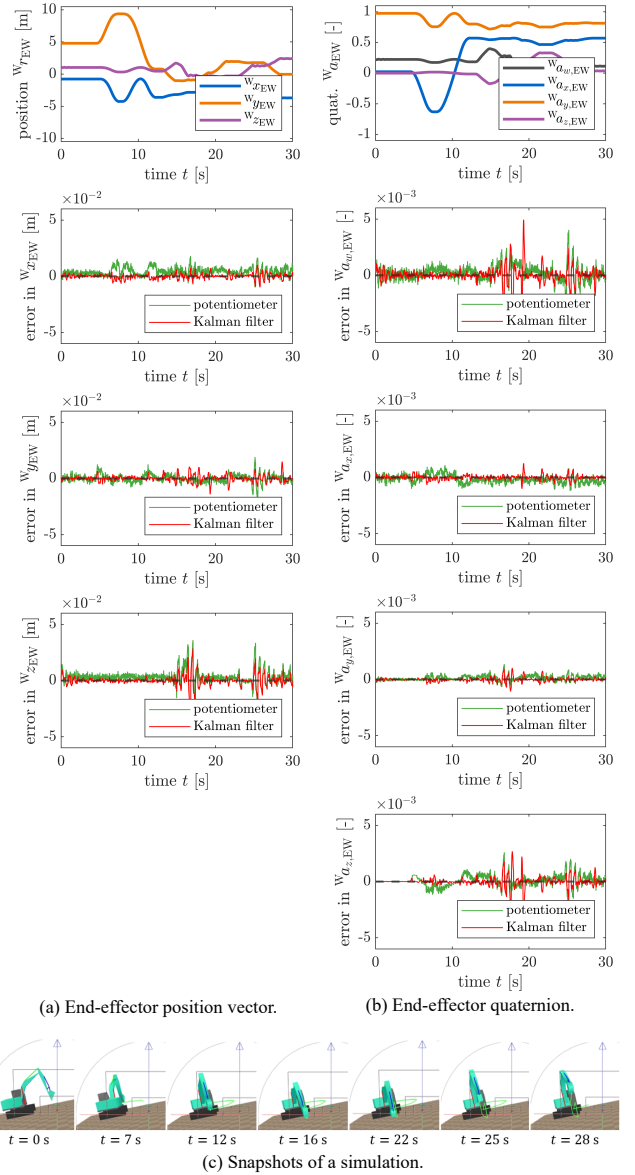 position ᵂr_EW [m]
10
5
0
-5
-10
ᵂx_EW
ᵂy_EW
ᵂz_EW
0 10 20 30
time t [s]
quat. ᵂa_EW
1
0.5
0
-0.5
-1
ᵂa_w,EW
ᵂa_x,EW
ᵂa_y,EW
ᵂa_z,EW
0 10 20 30
time t [s]
×10⁻²
error in ᵂx_EW [m]
5
0
-5
potentiometer
Kalman filter
0 10 20 30
time t [s]
×10⁻³
error in ᵂa_w,EW [-]
5
0
-5
potentiometer
Kalman filter
0 10 20 30
time t [s]
×10⁻²
error in ᵂy_EW [m]
5
0
-5
potentiometer
Kalman filter
0 10 20 30
time t [s]
×10⁻³
error in ᵂa_x,EW [-]
5
0
-5
potentiometer
Kalman filter
0 10 20 30
time t [s]
×10⁻²
error in ᵂz_EW [m]
5
0
-5
potentiometer
Kalman filter
0 10 20 30
time t [s]
×10⁻³
error in ᵂa_y,EW [-]
5
0
-5
potentiometer
Kalman filter
0 10 20 30
time t [s]
×10⁻³
error in ᵂa_z,EW [-]
5
0
-5
potentiometer
Kalman filter
0 10 20 30
time t [s]
(a) End-effector position vector.
(b) End-effector quaternion.
t = 0 s t = 7 s t = 12 s t = 16 s t = 22 s t = 25 s t = 28 s
(c) Snapshots of a simulation.